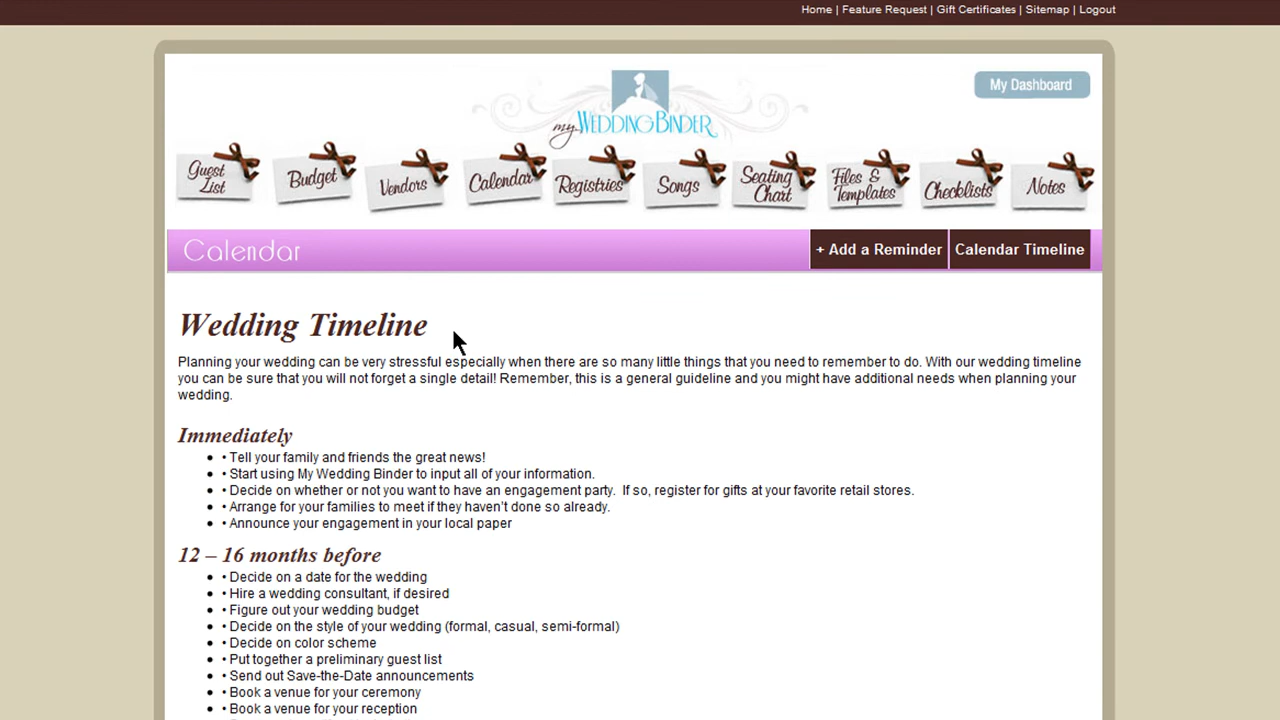 Home | Feature Request | Gift Certificates | Sitemap | Logout
My Dashboard
my WEDDING BINDER
Guest List
Budget
Vendors
Calendar
Registries
Songs
Seating Chart
Files & Templates
Checklists
Notes
Calendar
+ Add a Reminder
Calendar Timeline
Wedding Timeline
Planning your wedding can be very stressful especially when there are so many little things that you need to remember to do. With our wedding timeline
you can be sure that you will not forget a single detail! Remember, this is a general guideline and you might have additional needs when planning your
wedding.
Immediately
• • Tell your family and friends the great news!
• • Start using My Wedding Binder to input all of your information.
• • Decide on whether or not you want to have an engagement party. If so, register for gifts at your favorite retail stores.
• • Arrange for your families to meet if they haven't done so already.
• • Announce your engagement in your local paper
12 – 16 months before
• • Decide on a date for the wedding
• • Hire a wedding consultant, if desired
• • Figure out your wedding budget
• • Decide on the style of your wedding (formal, casual, semi-formal)
• • Decide on color scheme
• • Put together a preliminary guest list
• • Send out Save-the-Date announcements
• • Book a venue for your ceremony
• • Book a venue for your reception